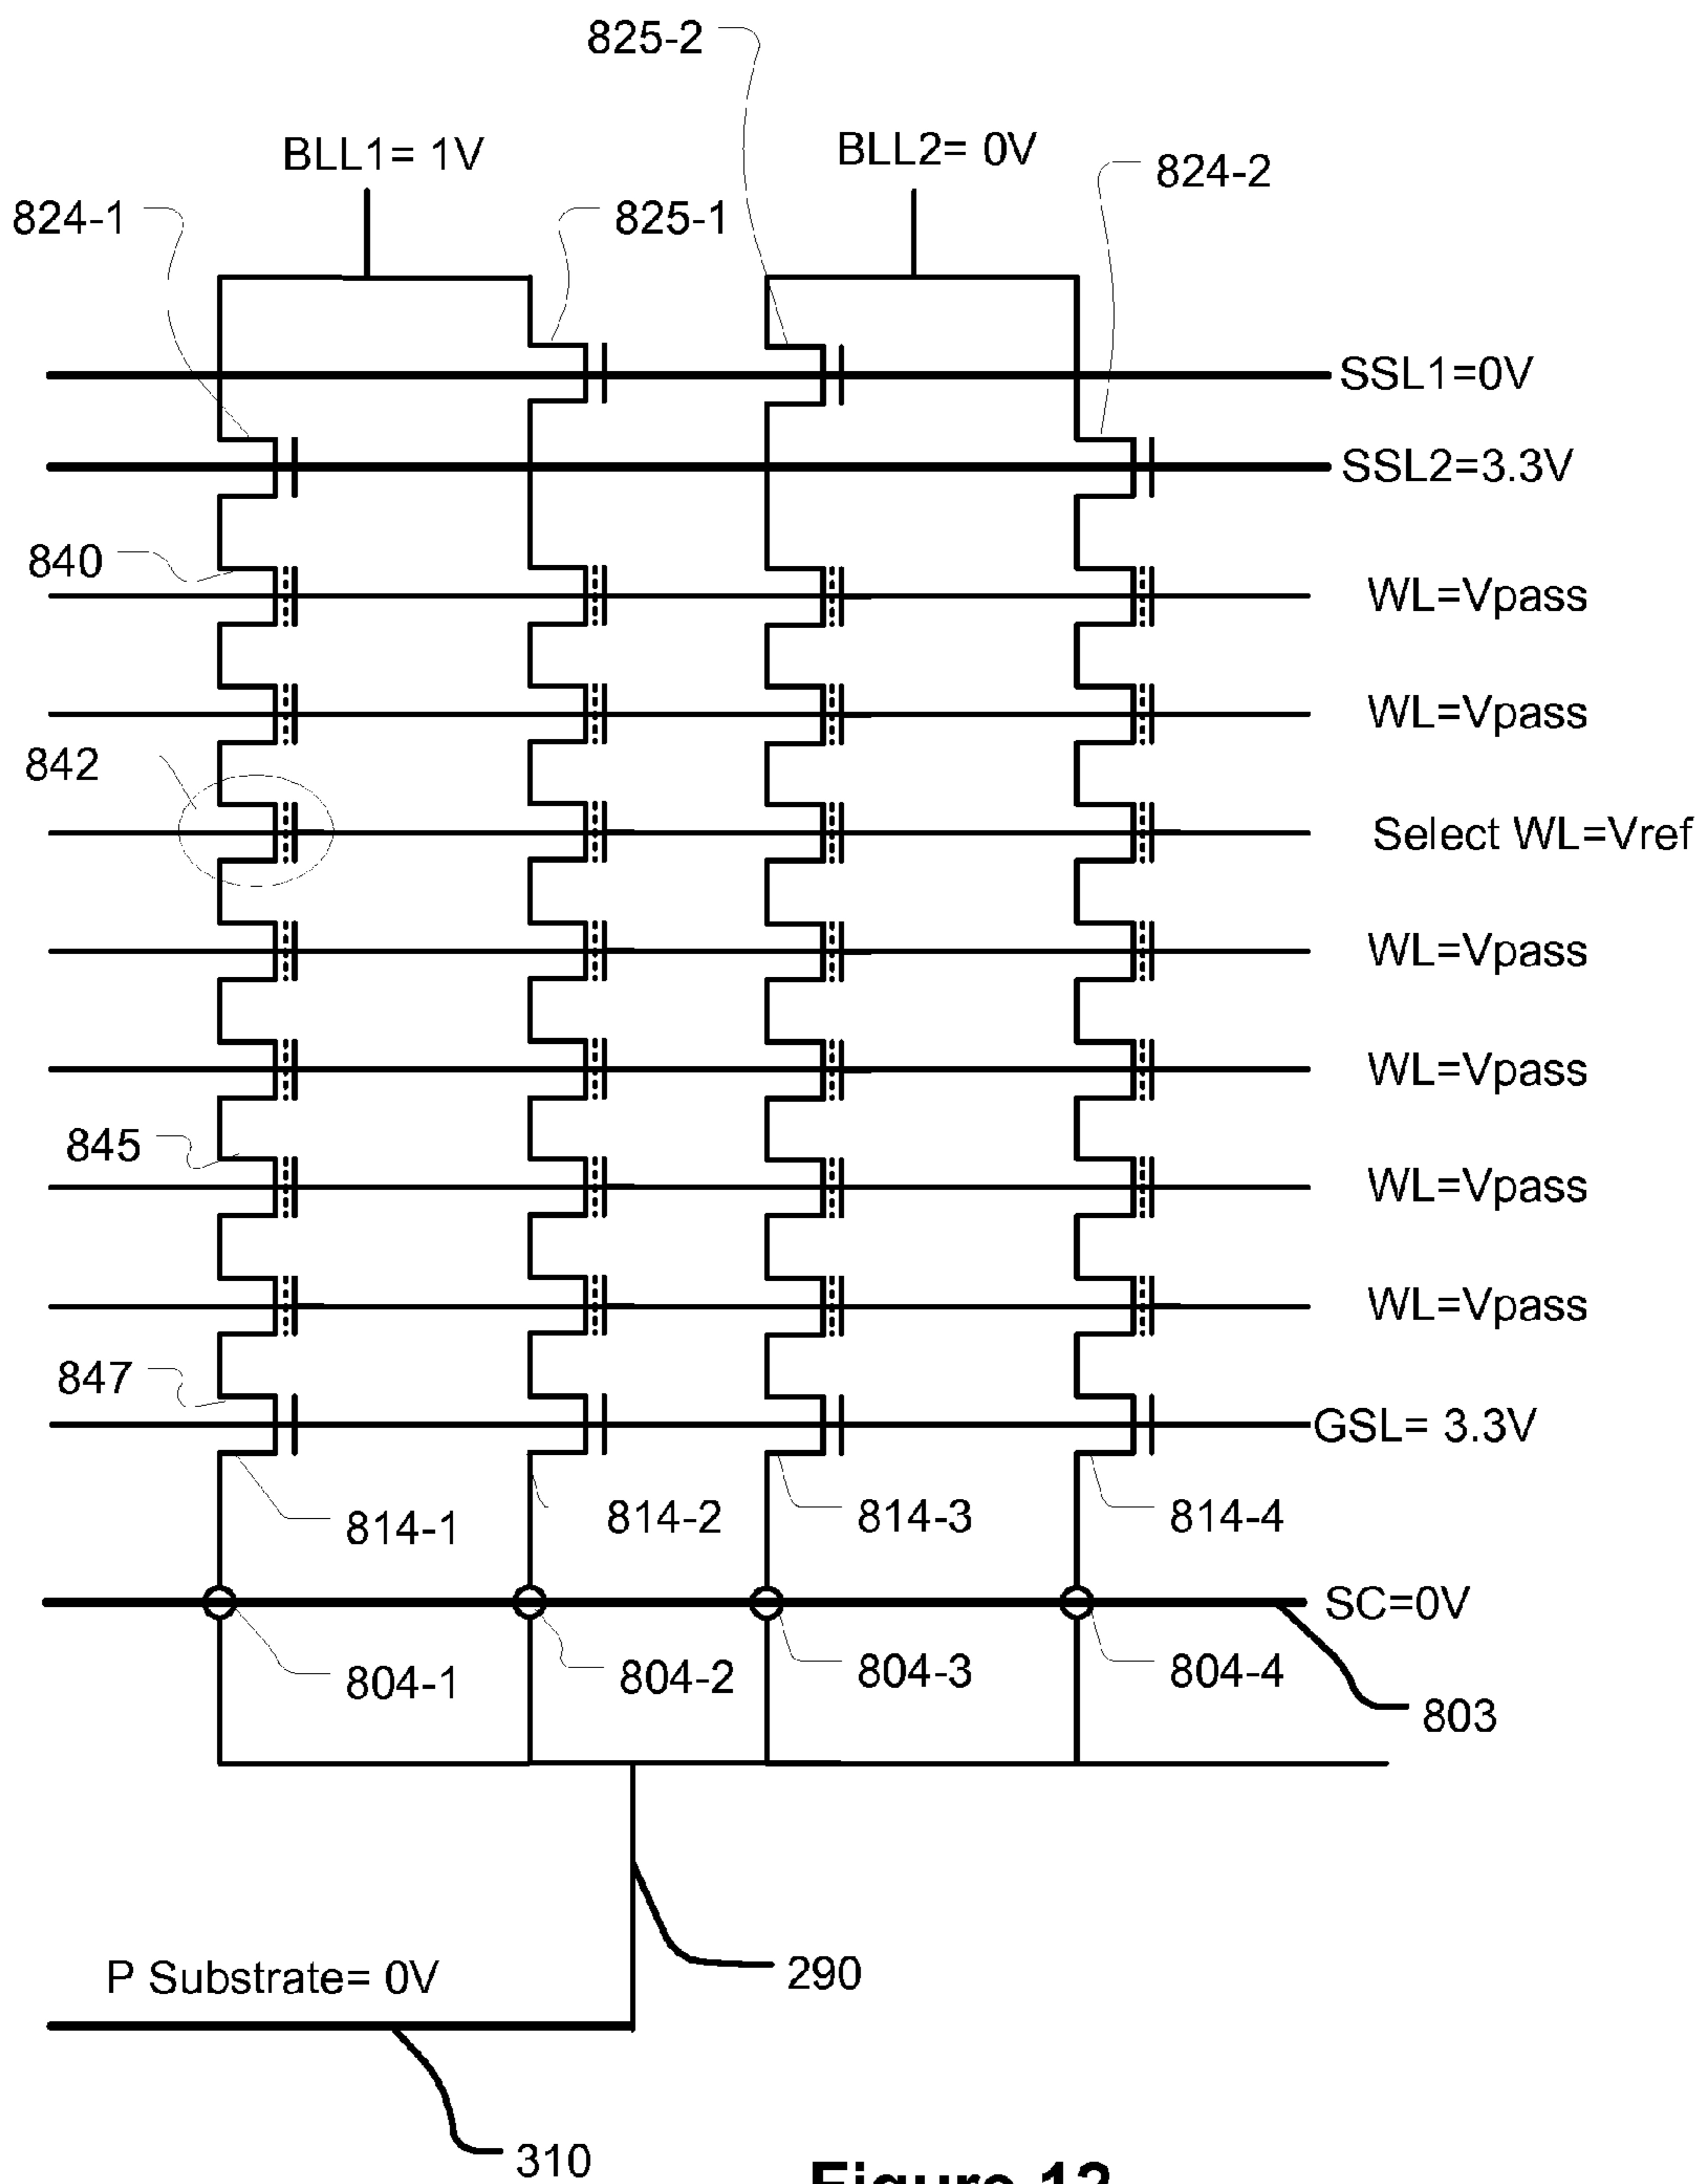 825-2
BLL1= 1V
BLL2= 0V
824-2
824-1
825-1
SSL1=0V
SSL2=3.3V
840
WL=Vpass
WL=Vpass
842
Select WL=Vref
WL=Vpass
WL=Vpass
845
WL=Vpass
WL=Vpass
847
GSL= 3.3V
814-1
814-2
814-3
814-4
SC=0V
804-1
804-2
804-3
804-4
803
P Substrate= 0V
290
310
Figure 12